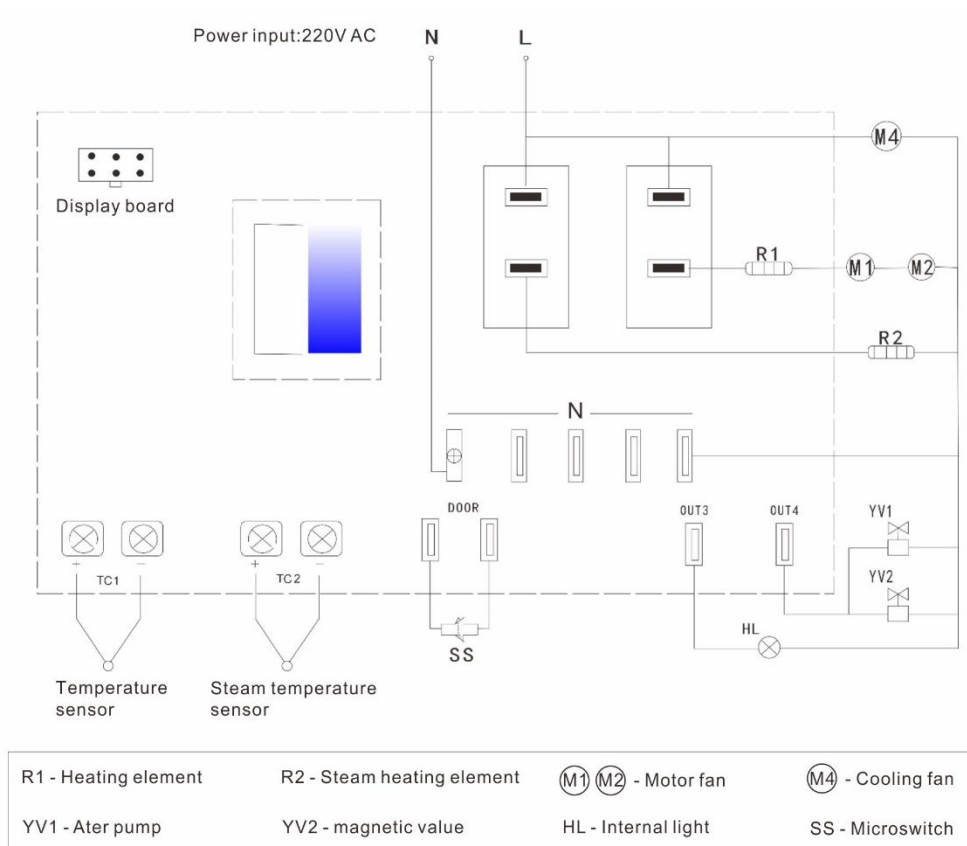 Power input:220V AC
N
L
M4
Display board
R1
M1
M2
R2
N
DOOR
OUT3
OUT4
YV1
+
−
TC1
+
−
TC2
YV2
SS
HL
Temperature
sensor
Steam temperature
sensor
R1 - Heating element
R2 - Steam heating element
M1 M2 - Motor fan
M4 - Cooling fan
YV1 - Ater pump
YV2 - magnetic value
HL - Internal light
SS - Microswitch